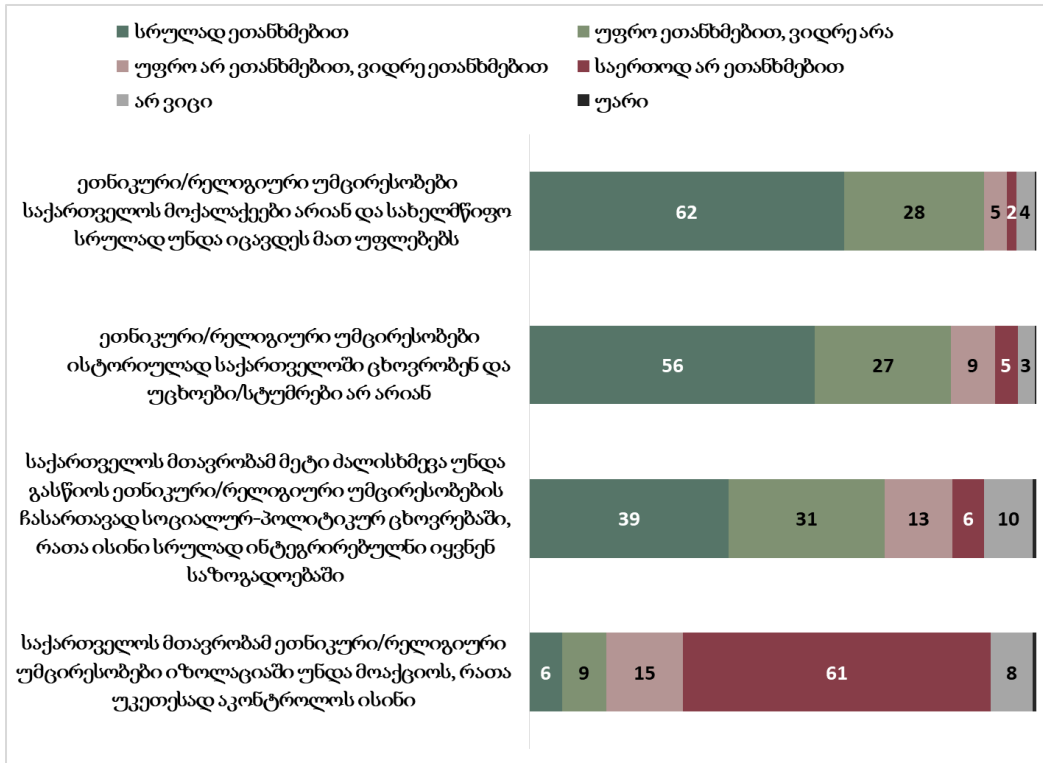 სრულად ეთანხმებით
უფრო ეთანხმებით, ვიდრე არა
უფრო არ ეთანხმებით, ვიდრე ეთანხმებით
საერთოდ არ ეთანხმებით
არ ვიცი
უარი
ეთნიკური/რელიგიური უმცირესობები
საქართველოს მოქალაქეები არიან და სახელმწიფო
სრულად უნდა იცავდეს მათ უფლებებს
62 28 5 2 4
ეთნიკური/რელიგიური უმცირესობები
ისტორიულად საქართველოში ცხოვრობენ და
უცხოები/სტუმრები არ არიან
56 27 9 5 3
საქართველოს მთავრობამ მეტი ძალისხმევა უნდა
გასწიოს ეთნიკური/რელიგიური უმცირესობების
ჩასართავად სოციალურ-პოლიტიკურ ცხოვრებაში,
რათა ისინი სრულად ინტეგრირებულნი იყვნენ
საზოგადოებაში
39 31 13 6 10
საქართველოს მთავრობამ ეთნიკური/რელიგიური
უმცირესობები იზოლაციაში უნდა მოაქციოს, რათა
უკეთესად აკონტროლოს ისინი
6 9 15 61 8